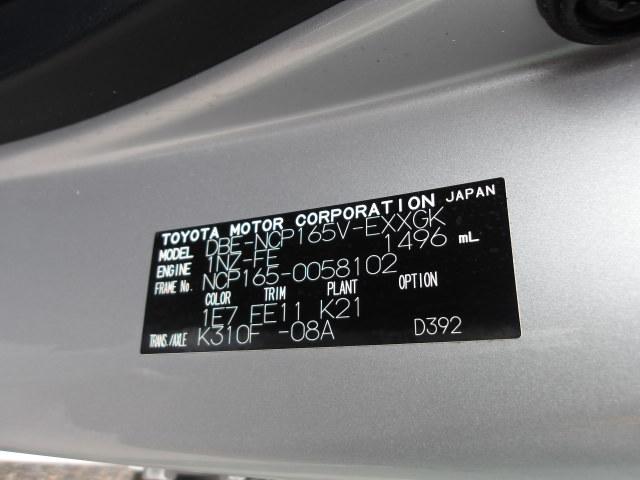 TOYOTA MOTOR CORPORATION JAPAN
MODEL DBE-NCP165V-EXXGK
ENGINE 1NZ-FE 1496 mL
FRAME No. NCP165-0058102
COLOR TRIM PLANT OPTION
1E7 FE11 K21
TRANS./AXLE K310F -08A D392